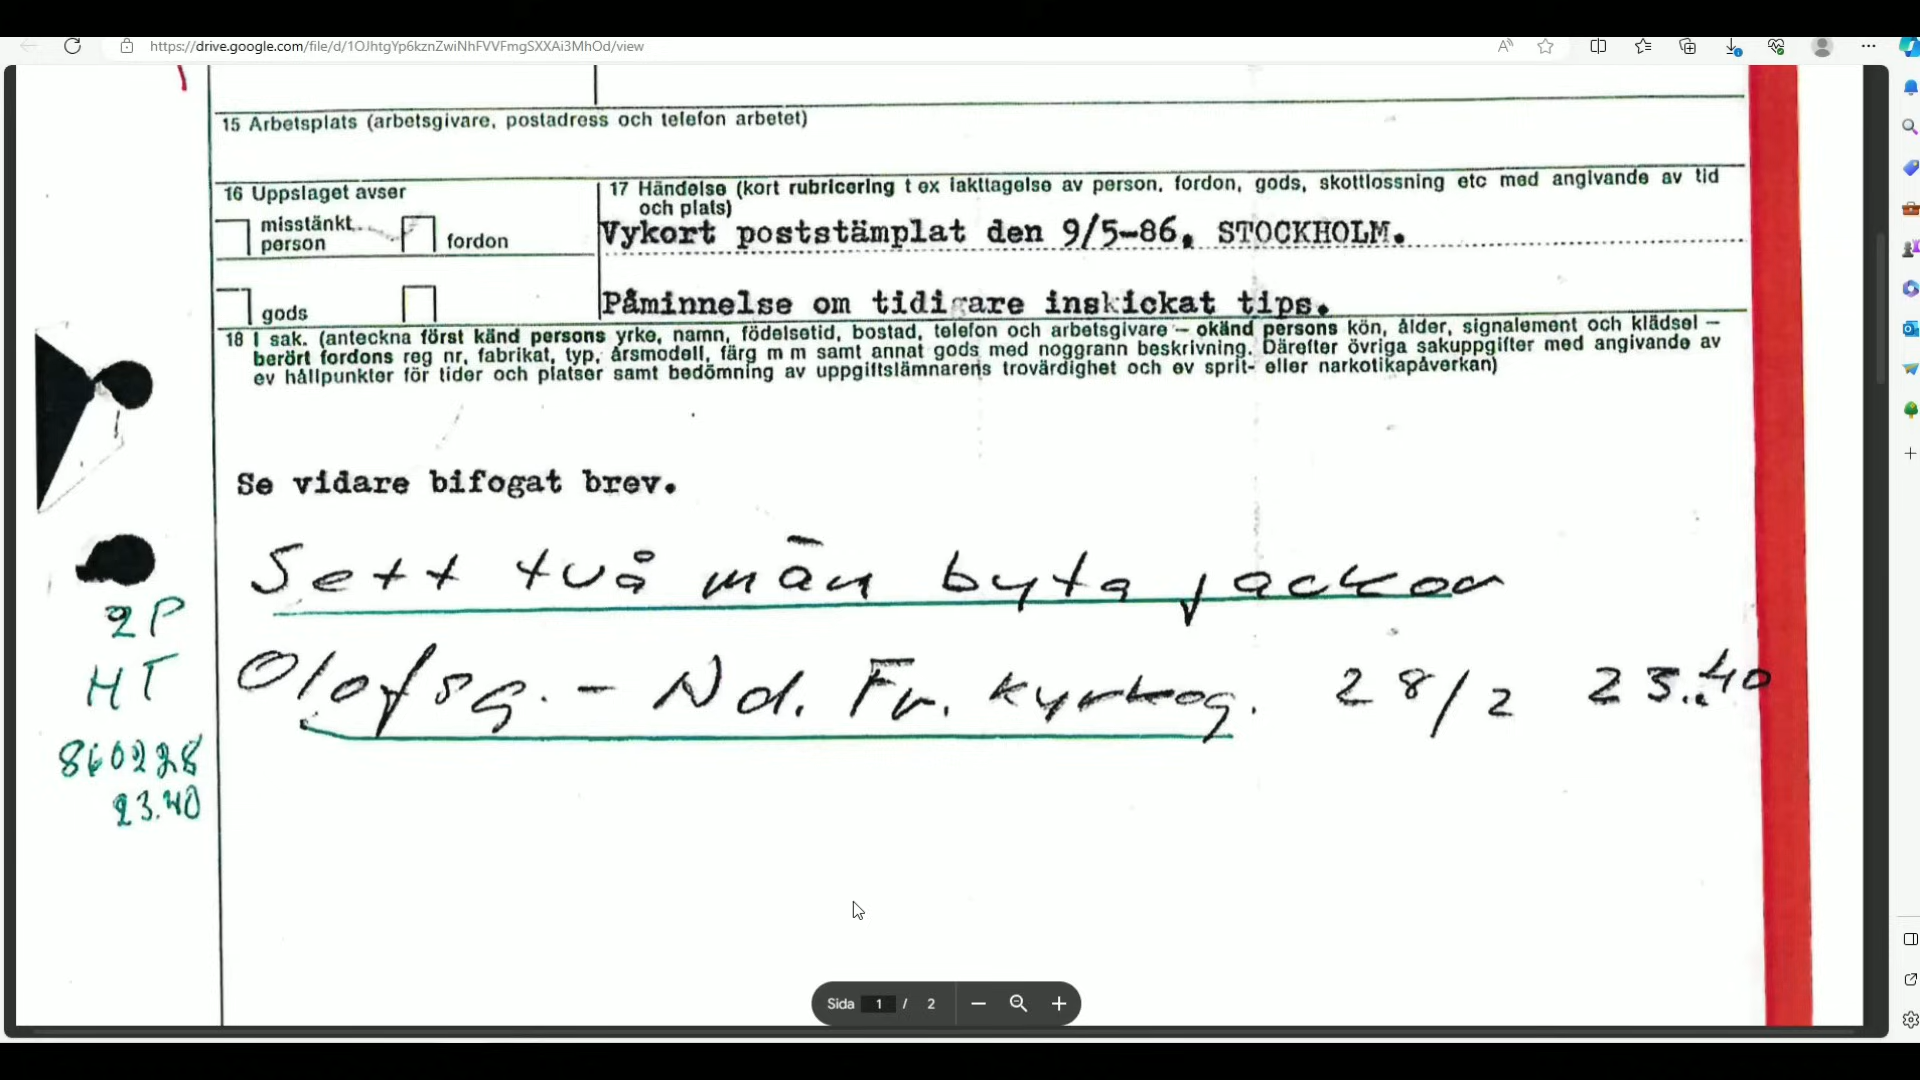 https://drive.google.com/file/d/1OJhtgYp6kznZwiNhFVVFmgSXXAi3MhOd/view
15 Arbetsplats (arbetsgivare, postadress och telefon arbetet)
16 Uppslaget avser
misstänkt person
fordon
gods
17 Händelse (kort rubricering t ex iakttagelse av person, fordon, gods, skottlossning etc med angivande av tid
och plats)
Vykort poststämplat den 9/5-86, STOCKHOLM.
Påminnelse om tidigare inskickat tips.
18 I sak. (anteckna först känd persons yrke, namn, födelsetid, bostad, telefon och arbetsgivare – okänd persons kön, ålder, signalement och klädsel –
berört fordons reg nr, fabrikat, typ, årsmodell, färg m m samt annat gods med noggrann beskrivning. Därefter övriga sakuppgifter med angivande av
ev hållpunkter för tider och platser samt bedömning av uppgiftslämnarens trovärdighet och ev sprit- eller narkotikapåverkan)
Se vidare bifogat brev.
Sett två män byta jackor
Olofsg. - Nd. Fr. kyrkog. 28/2 23.40
2P
HT
860228
23.40
Sida 1 / 2